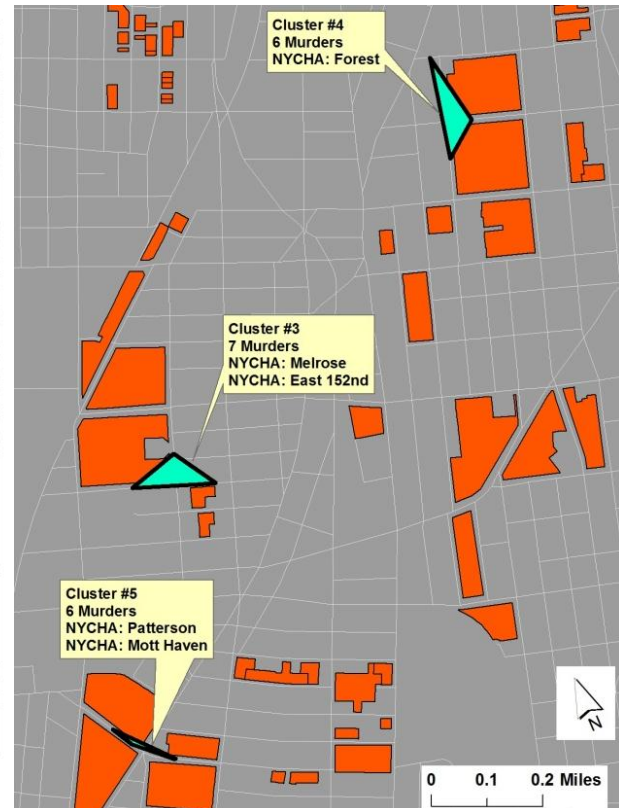 Cluster #4
6 Murders
NYCHA: Forest
Cluster #3
7 Murders
NYCHA: Melrose
NYCHA: East 152nd
Cluster #5
6 Murders
NYCHA: Patterson
NYCHA: Mott Haven
N
0 0.1 0.2 Miles